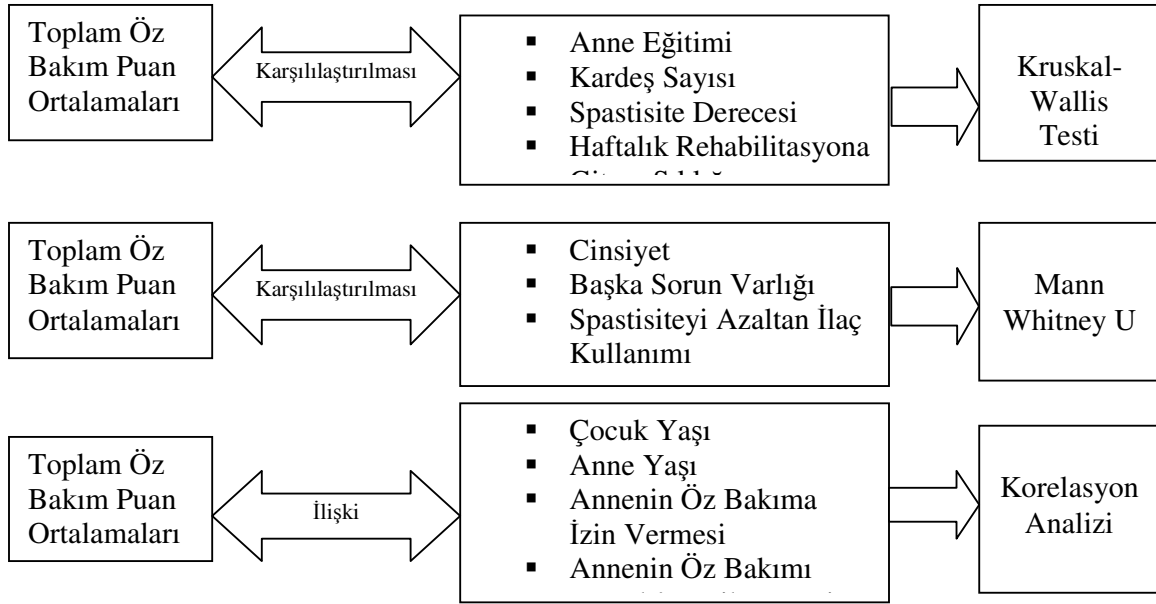 Toplam Öz
Bakım Puan
Ortalamaları
Karşılılaştırılması
▪ Anne Eğitimi
▪ Kardeş Sayısı
▪ Spastisite Derecesi
▪ Haftalık Rehabilitasyona
Kruskal-
Wallis
Testi
Toplam Öz
Bakım Puan
Ortalamaları
Karşılılaştırılması
▪ Cinsiyet
▪ Başka Sorun Varlığı
▪ Spastisiteyi Azaltan İlaç
Kullanımı
Mann
Whitney U
Toplam Öz
Bakım Puan
Ortalamaları
İlişki
▪ Çocuk Yaşı
▪ Anne Yaşı
▪ Annenin Öz Bakıma
İzin Vermesi
▪ Annenin Öz Bakımı
Korelasyon
Analizi